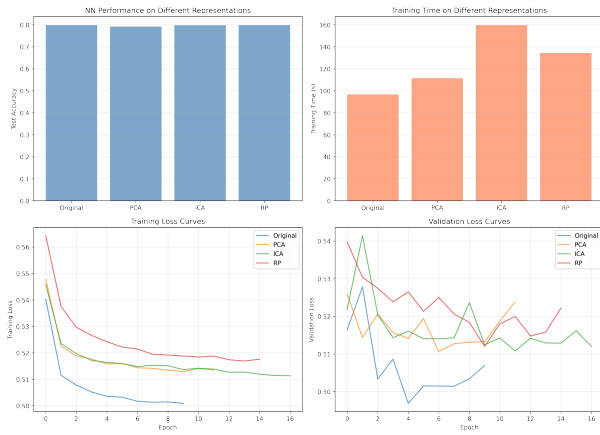 NN Performance on Different Representations
Test Accuracy
0.8
0.7
0.6
0.5
0.4
0.3
0.2
0.1
0.0
Original PCA ICA RP
Training Time on Different Representations
Training Time (s)
160
140
120
100
80
60
40
20
0
Original PCA ICA RP
Training Loss Curves
Training Loss
0.56
0.55
0.54
0.53
0.52
0.51
0.50
Original
PCA
ICA
RP
0 2 4 6 8 10 12 14 16
Epoch
Validation Loss Curves
Validation Loss
0.54
0.53
0.52
0.51
0.50
Original
PCA
ICA
RP
0 2 4 6 8 10 12 14 16
Epoch